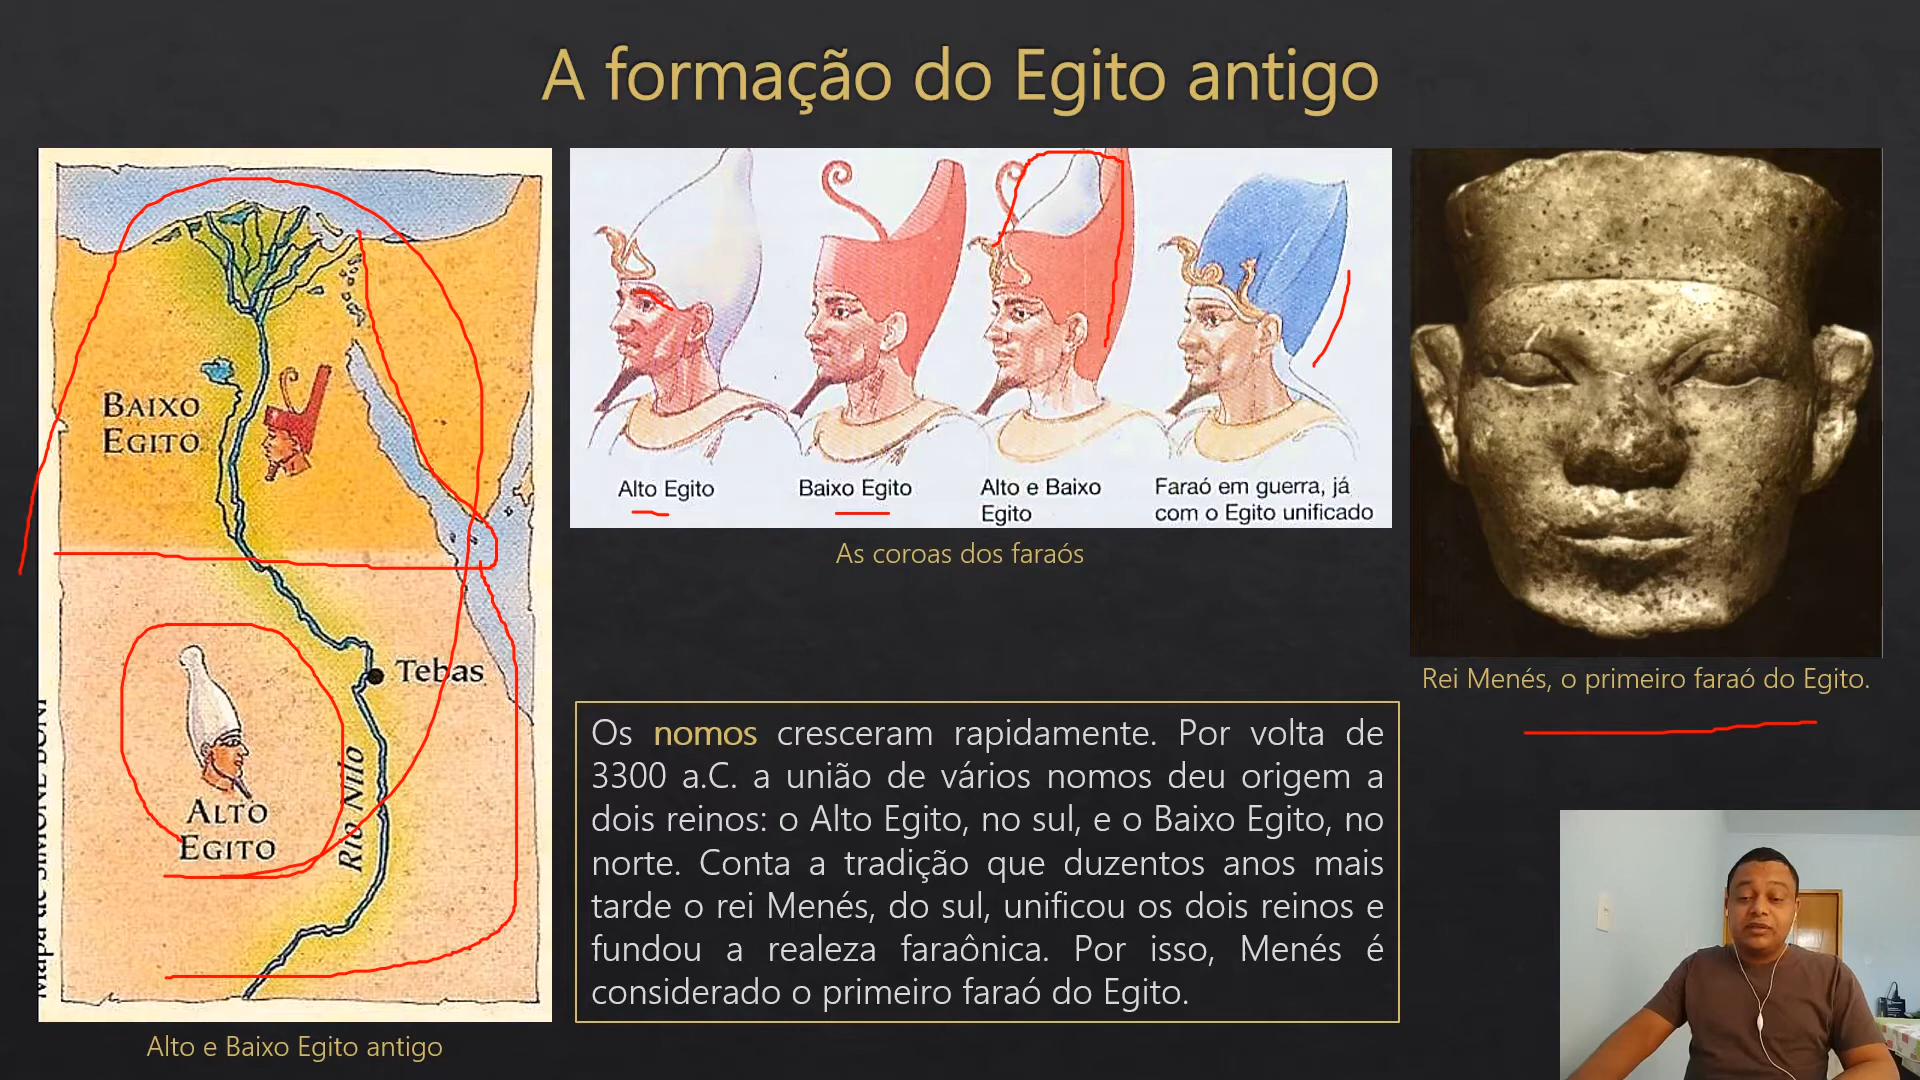 A formação do Egito antigo
BAIXO
EGITO
Tebas
ALTO
EGITO
Rio Nilo
Mapa de SIMONE BONI
Alto e Baixo Egito antigo
Alto Egito
Baixo Egito
Alto e Baixo
Egito
Faraó em guerra, já
com o Egito unificado
As coroas dos faraós
Rei Menés, o primeiro faraó do Egito.
Os nomos cresceram rapidamente. Por volta de
3300 a.C. a união de vários nomos deu origem a
dois reinos: o Alto Egito, no sul, e o Baixo Egito, no
norte. Conta a tradição que duzentos anos mais
tarde o rei Menés, do sul, unificou os dois reinos e
fundou a realeza faraônica. Por isso, Menés é
considerado o primeiro faraó do Egito.